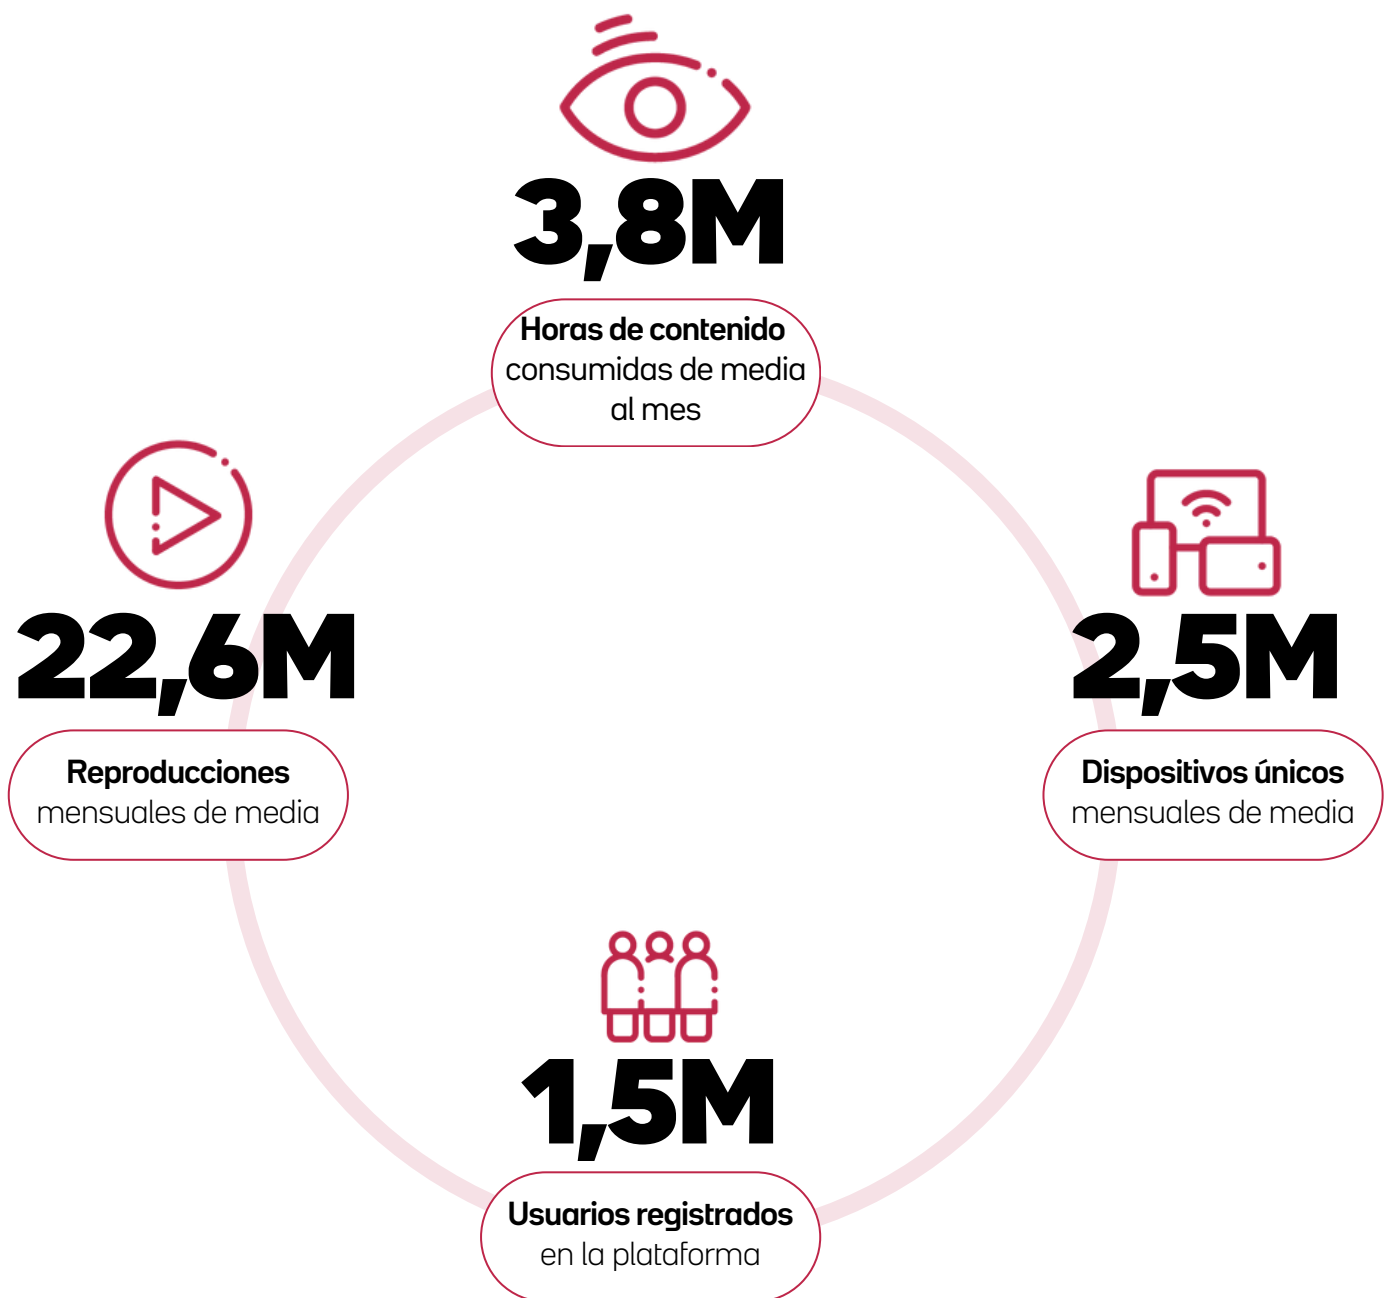 3,8M
Horas de contenido
consumidas de media
al mes
22,6M
Reproducciones
mensuales de media
2,5M
Dispositivos únicos
mensuales de media
1,5M
Usuarios registrados
en la plataforma